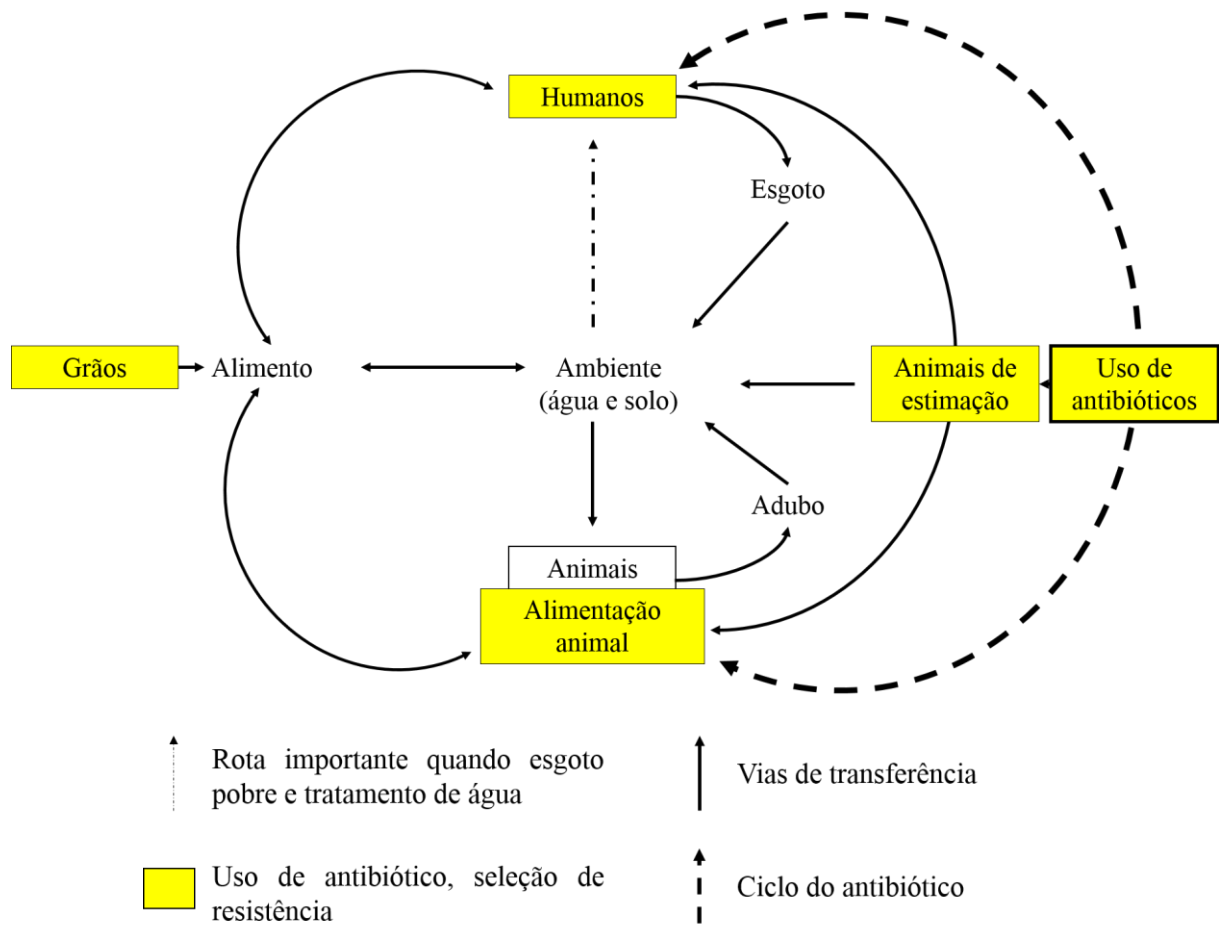 Humanos
Esgoto
Grãos
Alimento
Ambiente
(água e solo)
Animais de
estimação
Uso de
antibióticos
Adubo
Animais
Alimentação
animal
Rota importante quando esgoto
pobre e tratamento de água
Vias de transferência
Uso de antibiótico, seleção de
resistência
Ciclo do antibiótico